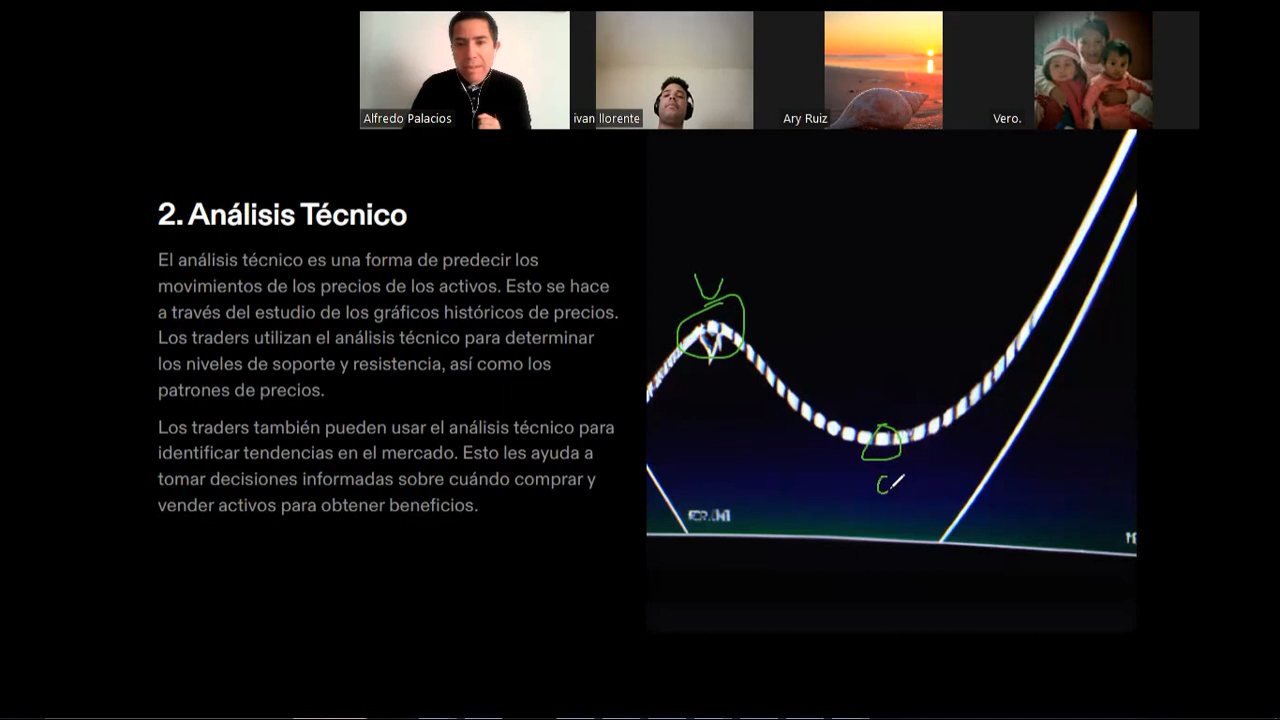 Alfredo Palacios
ivan llorente
Ary Ruiz
Vero.
2. Análisis Técnico
El análisis técnico es una forma de predecir los
movimientos de los precios de los activos. Esto se hace
a través del estudio de los gráficos históricos de precios.
Los traders utilizan el análisis técnico para determinar
los niveles de soporte y resistencia, así como los
patrones de precios.
Los traders también pueden usar el análisis técnico para
identificar tendencias en el mercado. Esto les ayuda a
tomar decisiones informadas sobre cuándo comprar y
vender activos para obtener beneficios.
V
C